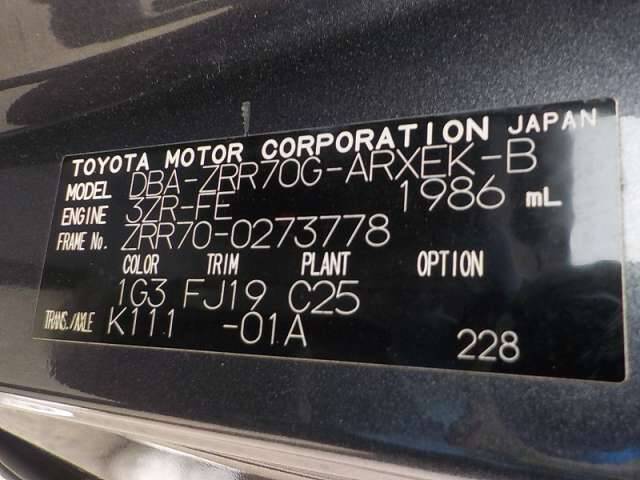 TOYOTA MOTOR CORPORATION JAPAN
MODEL DBA-ZRR70G-ARXEK-B
ENGINE 3ZR-FE 1986 mL
FRAME No. ZRR70-0273778
COLOR TRIM PLANT OPTION
1G3 FJ19 C25
TRANS./AXLE K111 -01A
228